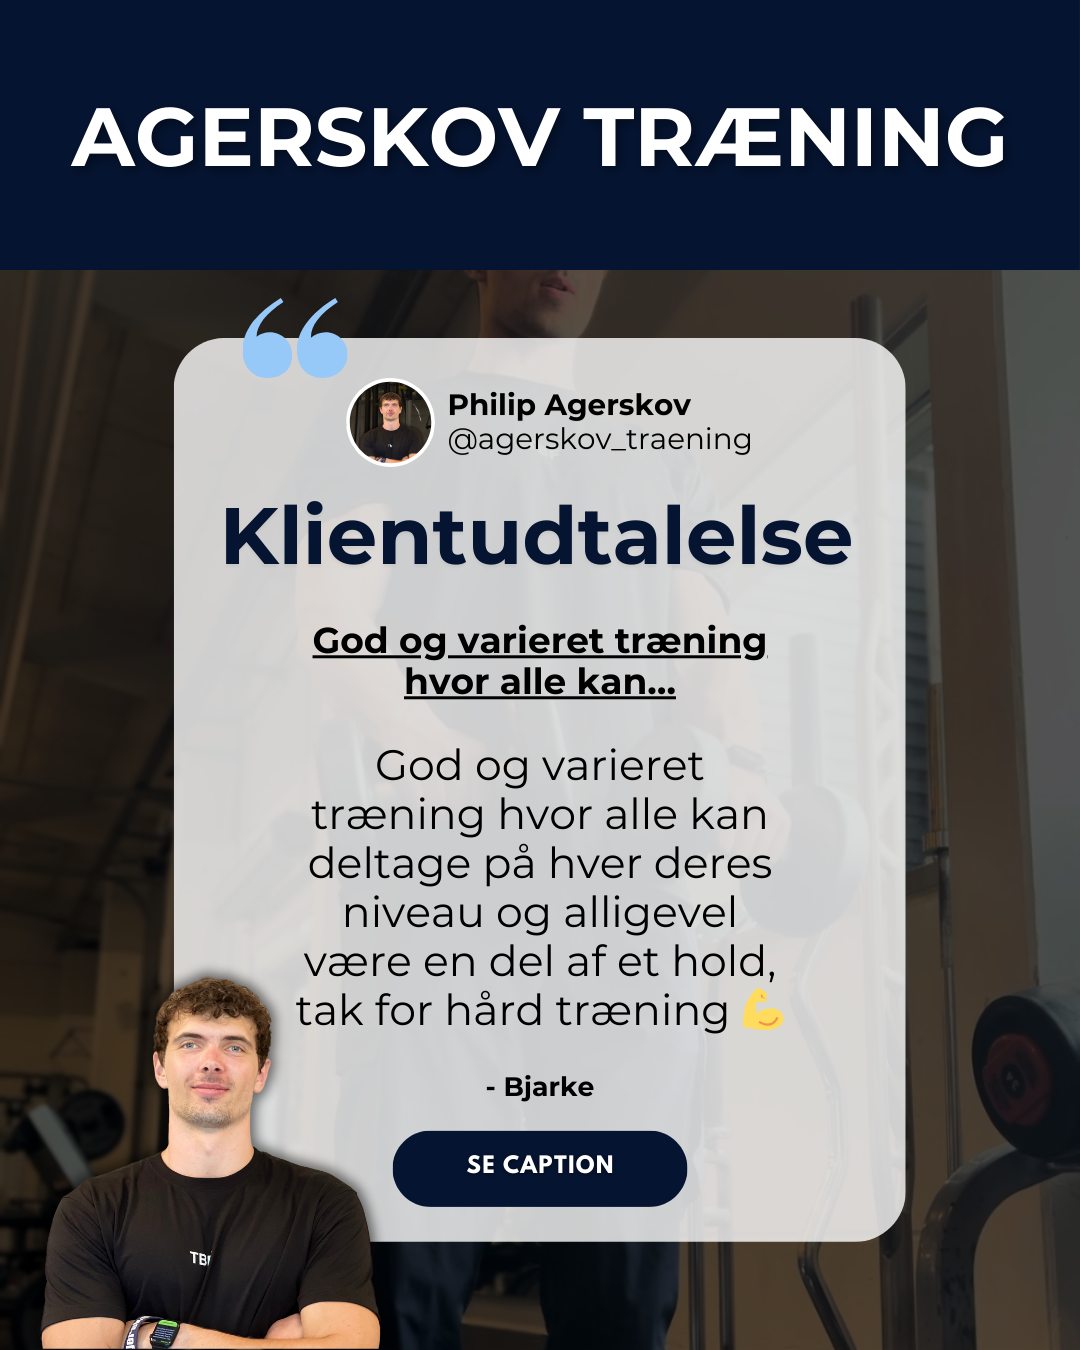 AGERSKOV TRÆNING
Philip Agerskov
@agerskov_traening
Klientudtalelse
God og varieret træning
hvor alle kan...
God og varieret
træning hvor alle kan
deltage på hver deres
niveau og alligevel
være en del af et hold,
tak for hård træning 💪
- Bjarke
SE CAPTION